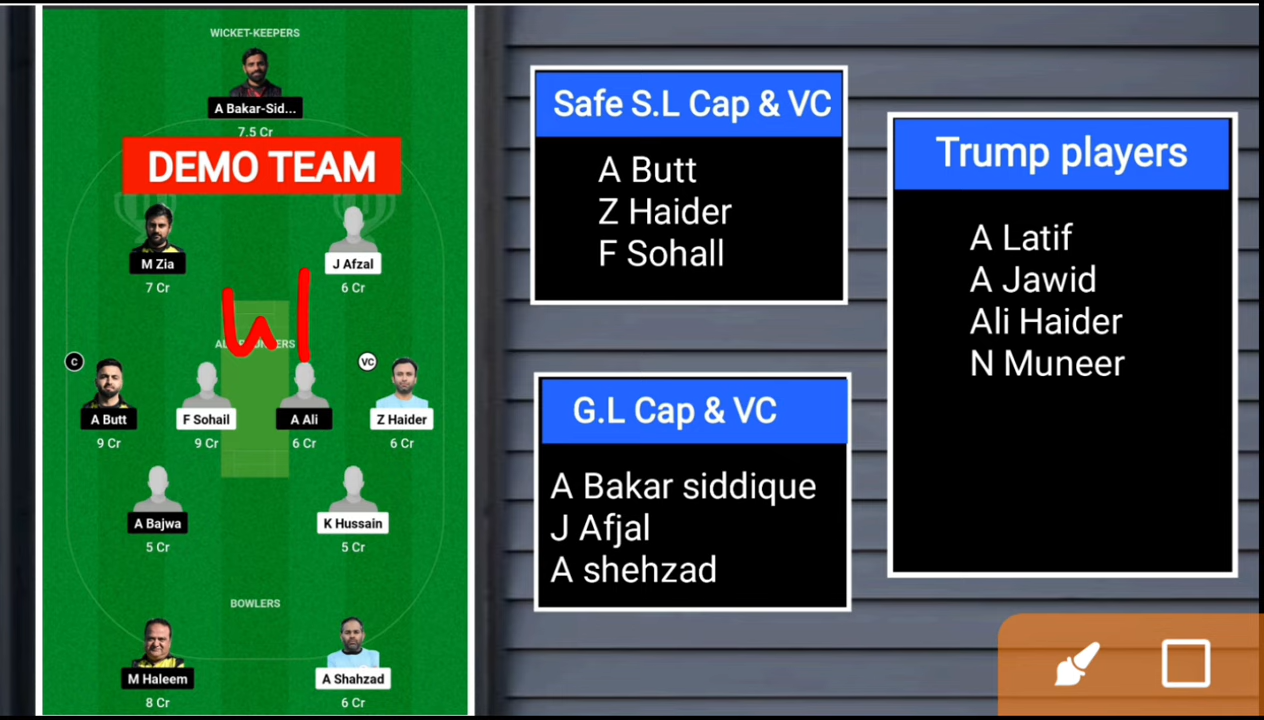 WICKET-KEEPERS
A Bakar-Sid...
7.5 Cr
DEMO TEAM
M Zia
J Afzal
7 Cr
6 Cr
C
VC
A Butt
F Sohail
A Ali
Z Haider
9 Cr
9 Cr
6 Cr
6 Cr
A Bajwa
K Hussain
5 Cr
5 Cr
BOWLERS
M Haleem
A Shahzad
8 Cr
6 Cr
Safe S.L Cap & VC
A Butt
Z Haider
F Sohall
G.L Cap & VC
A Bakar siddique
J Afjal
A shehzad
Trump players
A Latif
A Jawid
Ali Haider
N Muneer